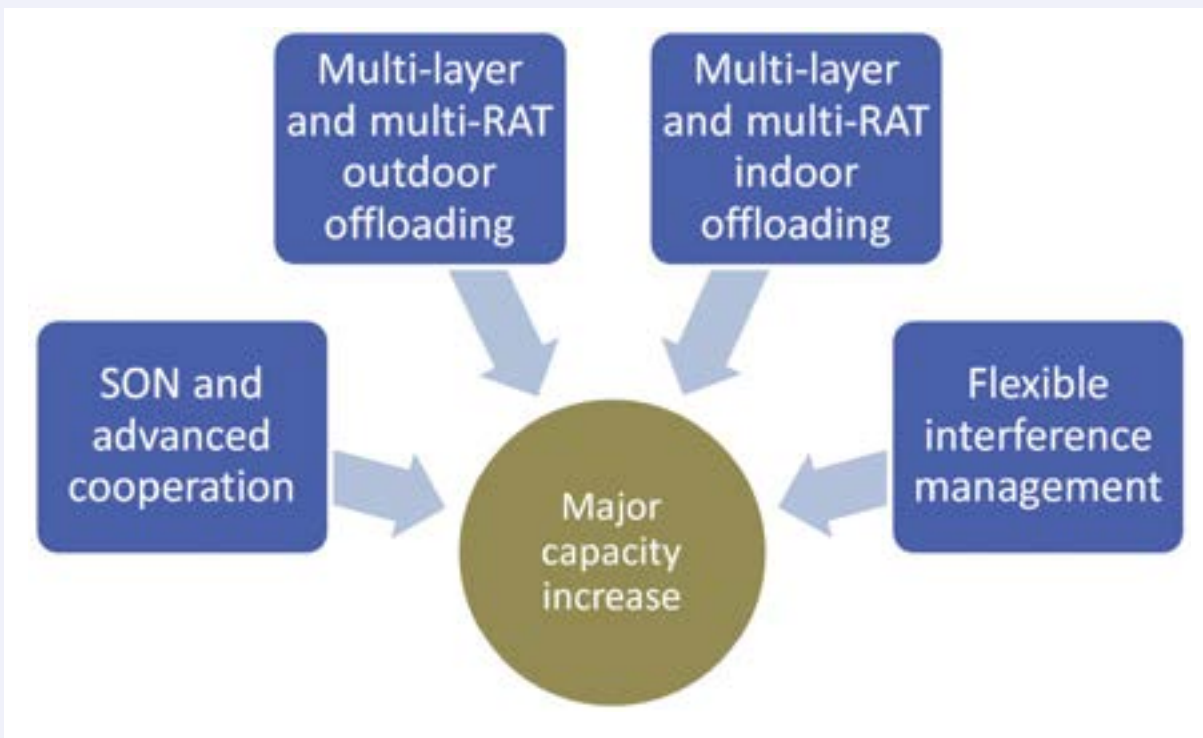 Multi-layer
and multi-RAT
outdoor
offloading
Multi-layer
and multi-RAT
indoor
offloading
SON and
advanced
cooperation
Flexible
interference
management
Major
capacity
increase